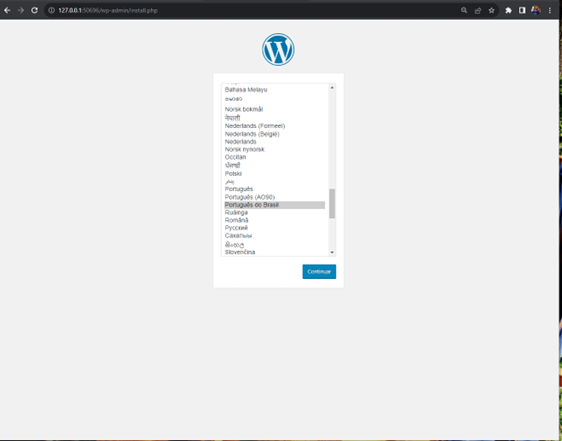 127.0.0.1:50696/wp-admin/install.php
Bahasa Melayu
ဗမာစာ
Norsk bokmål
नेपाली
Nederlands (Formeel)
Nederlands (België)
Nederlands
Norsk nynorsk
Occitan
ਪੰਜਾਬੀ
Polski
پښتو
Português
Português (AO90)
Português do Brasil
Ruáinga
Română
Русский
Сахалыы
සිංහල
Slovenčina
Continuar